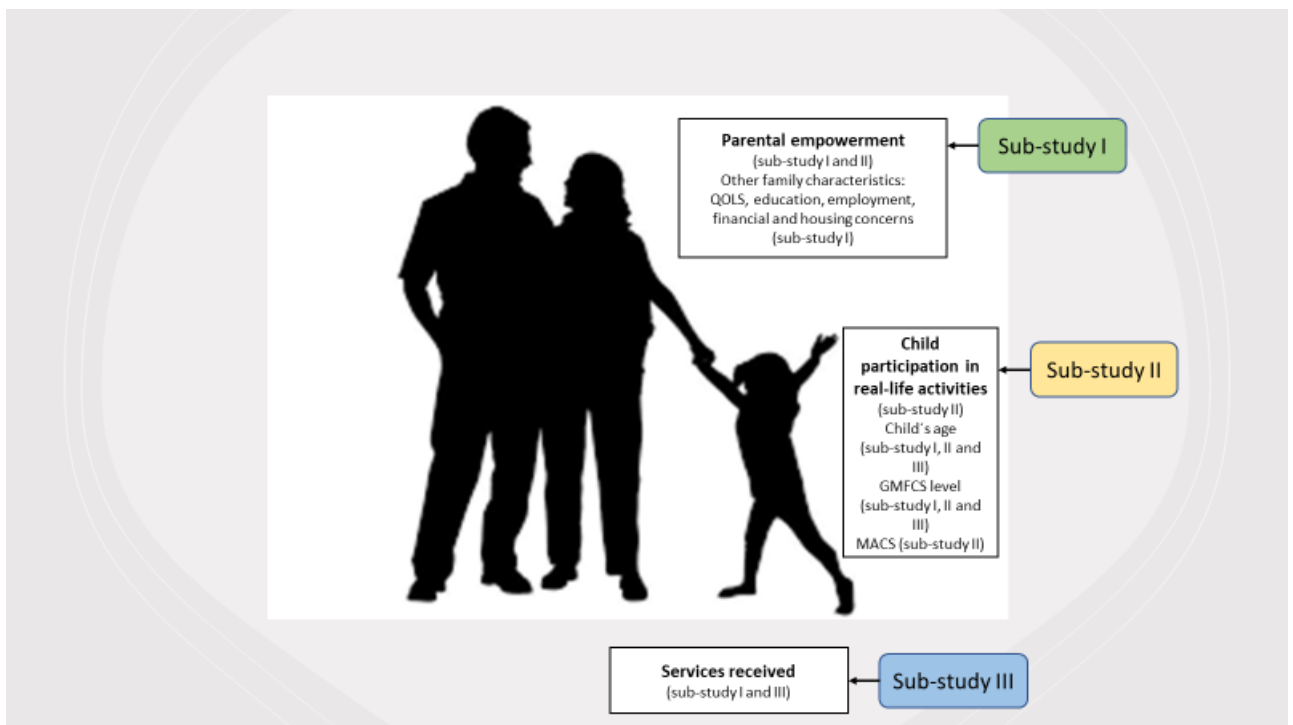 Parental empowerment
(sub-study I and II)
Other family characteristics:
QOLS, education, employment,
financial and housing concerns
(sub-study I)
Sub-study I
Child
participation in
real-life activities
(sub-study II)
Child´s age
(sub-study I, II and
III)
GMFCS level
(sub-study I, II and
III)
MACS (sub-study II)
Sub-study II
Services received
(sub-study I and III)
Sub-study III